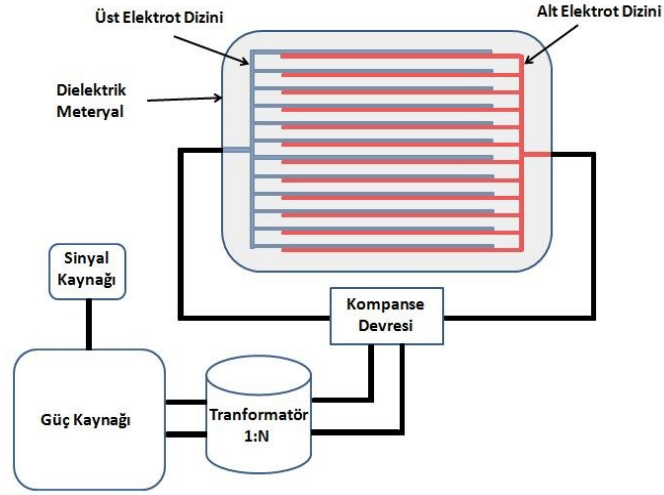 Üst Elektrot Dizini
Alt Elektrot Dizini
Dielektrik
Meteryal
Sinyal
Kaynağı
Kompanse
Devresi
Güç Kaynağı
Tranformatör
1:N